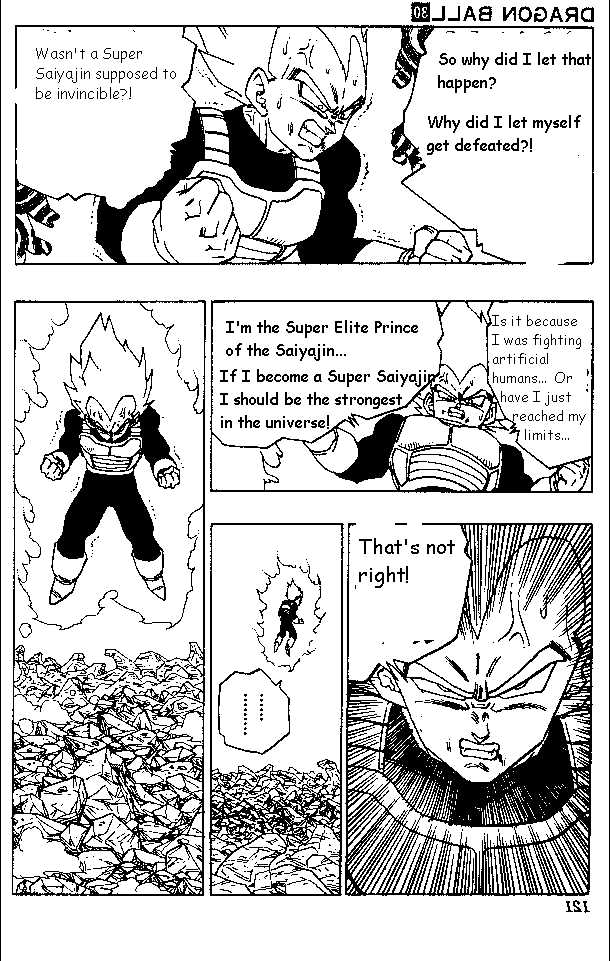 DRAGON BALL 30
Wasn't a Super
Saiyajin supposed to
be invincible?!
So why did I let that
happen?
Why did I let myself
get defeated?!
I'm the Super Elite Prince
of the Saiyajin...
If I become a Super Saiyajin
I should be the strongest
in the universe!
Is it because
I was fighting
artificial
humans... Or
have I just
reached my
limits...
That's not
right!
......
......
121